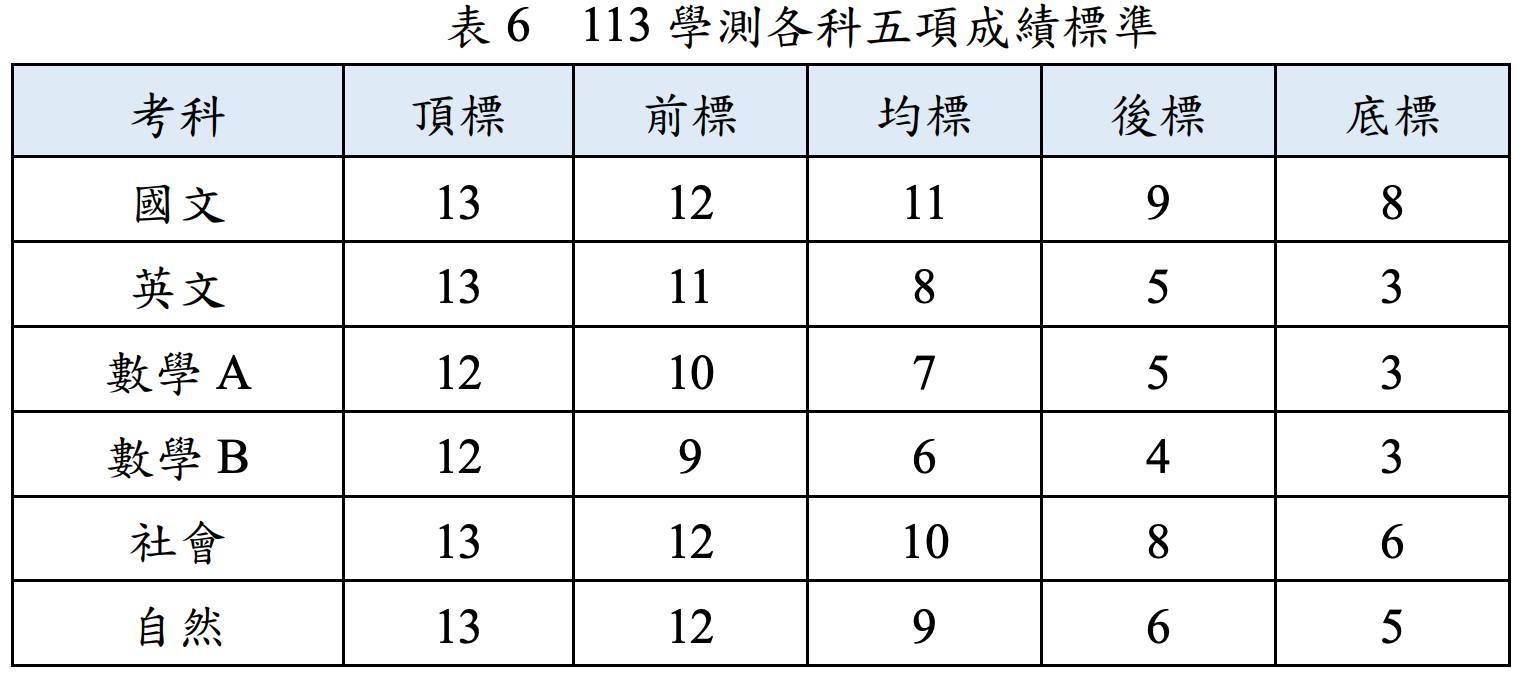 表 6 113 學測各科五項成績標準
考科 頂標 前標 均標 後標 底標
國文 13 12 11 9 8
英文 13 11 8 5 3
數學 A 12 10 7 5 3
數學 B 12 9 6 4 3
社會 13 12 10 8 6
自然 13 12 9 6 5